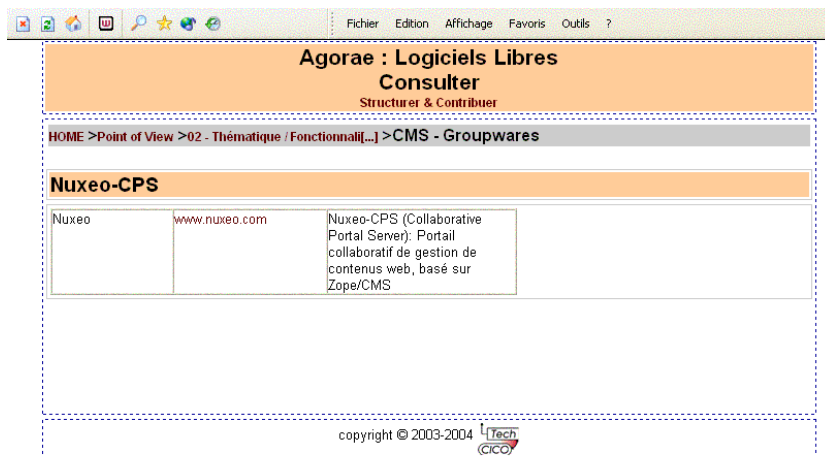 Fichier Edition Affichage Favoris Outils ?
Agorae : Logiciels Libres
Consulter
Structurer & Contribuer
HOME >Point of View >02 - Thématique / Fonctionnali[...] >CMS - Groupwares
Nuxeo-CPS
Nuxeo
www.nuxeo.com
Nuxeo-CPS (Collaborative
Portal Server): Portail
collaboratif de gestion de
contenus web, basé sur
Zope/CMS
copyright © 2003-2004
Tech
CICO